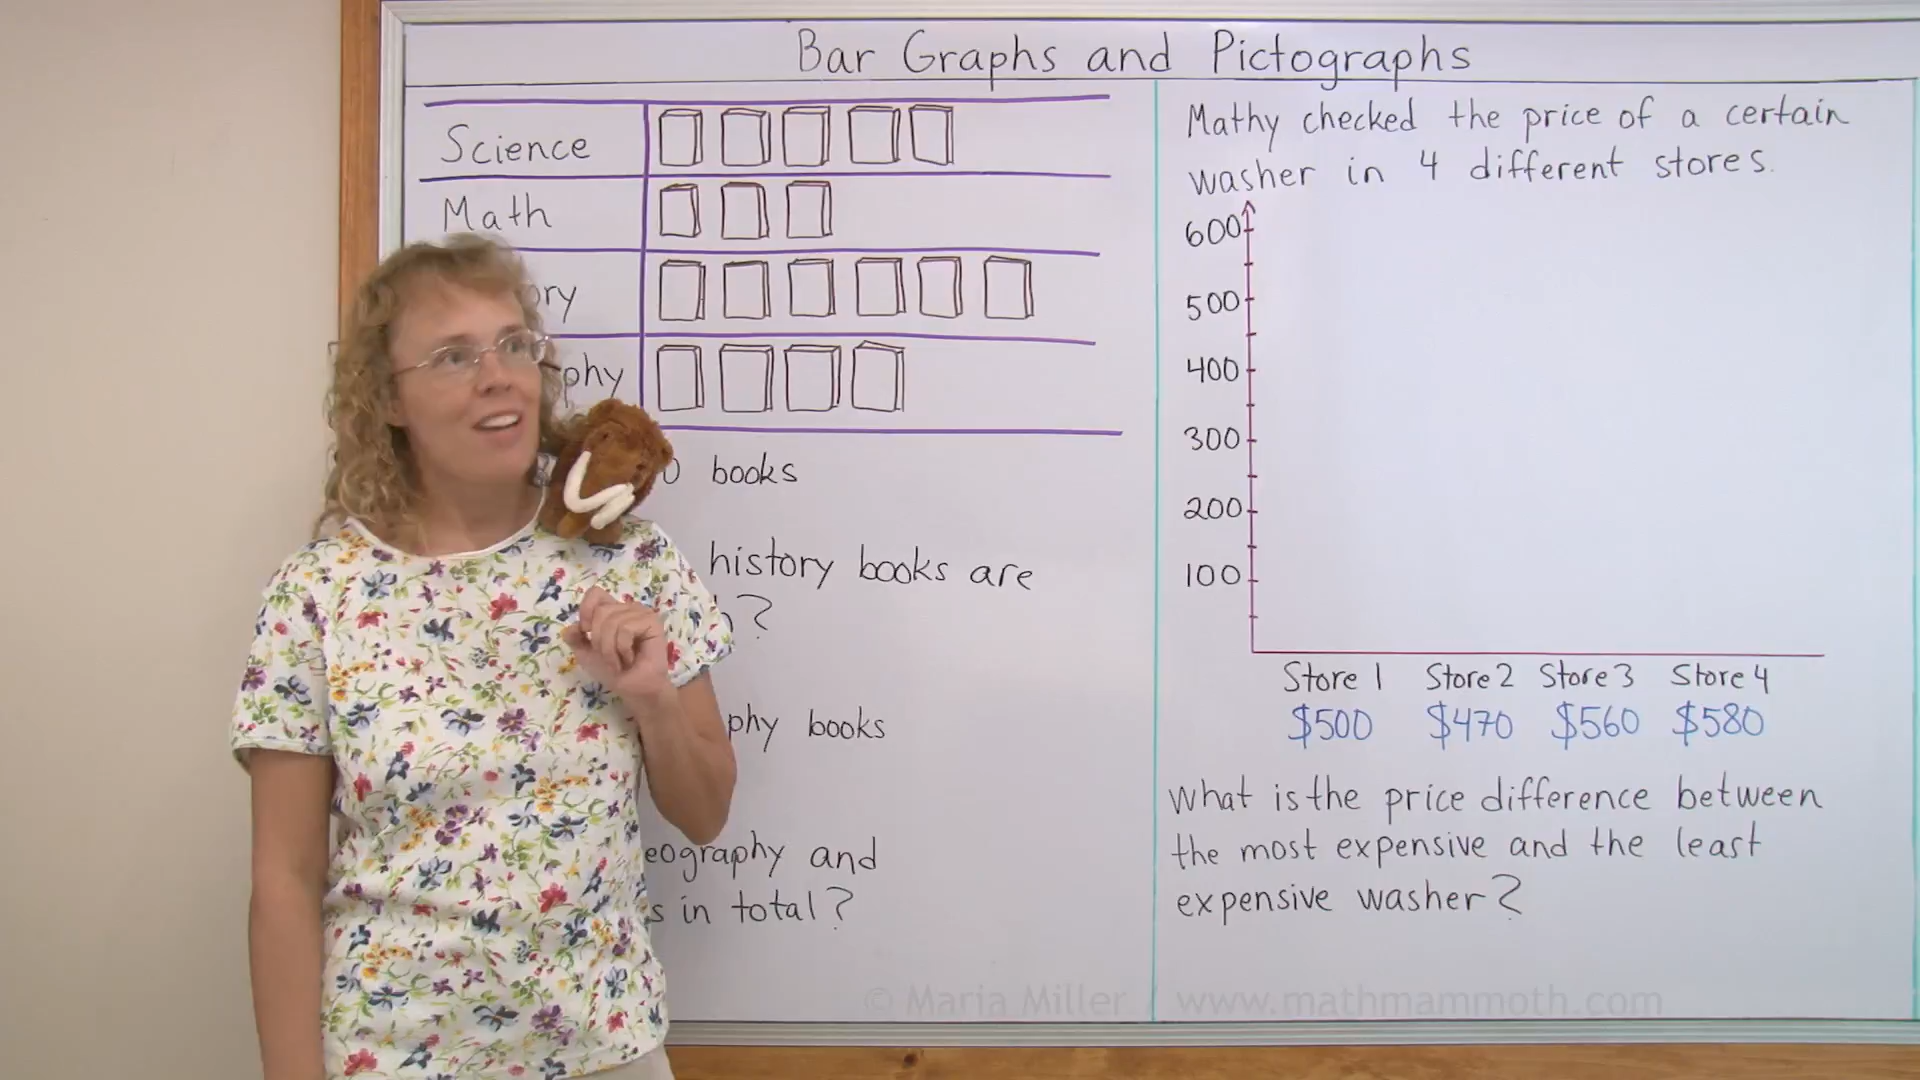 Bar Graphs and Pictographs
Science
Math
ory
phy
books
history books are
?
phy books
eography and
s in total?
Mathy checked the price of a certain
washer in 4 different stores.
600
500
400
300
200
100
Store 1 Store 2 Store 3 Store 4
$500 $470 $560 $580
What is the price difference between
the most expensive and the least
expensive washer?
© Maria Miller / www.mathmammoth.com